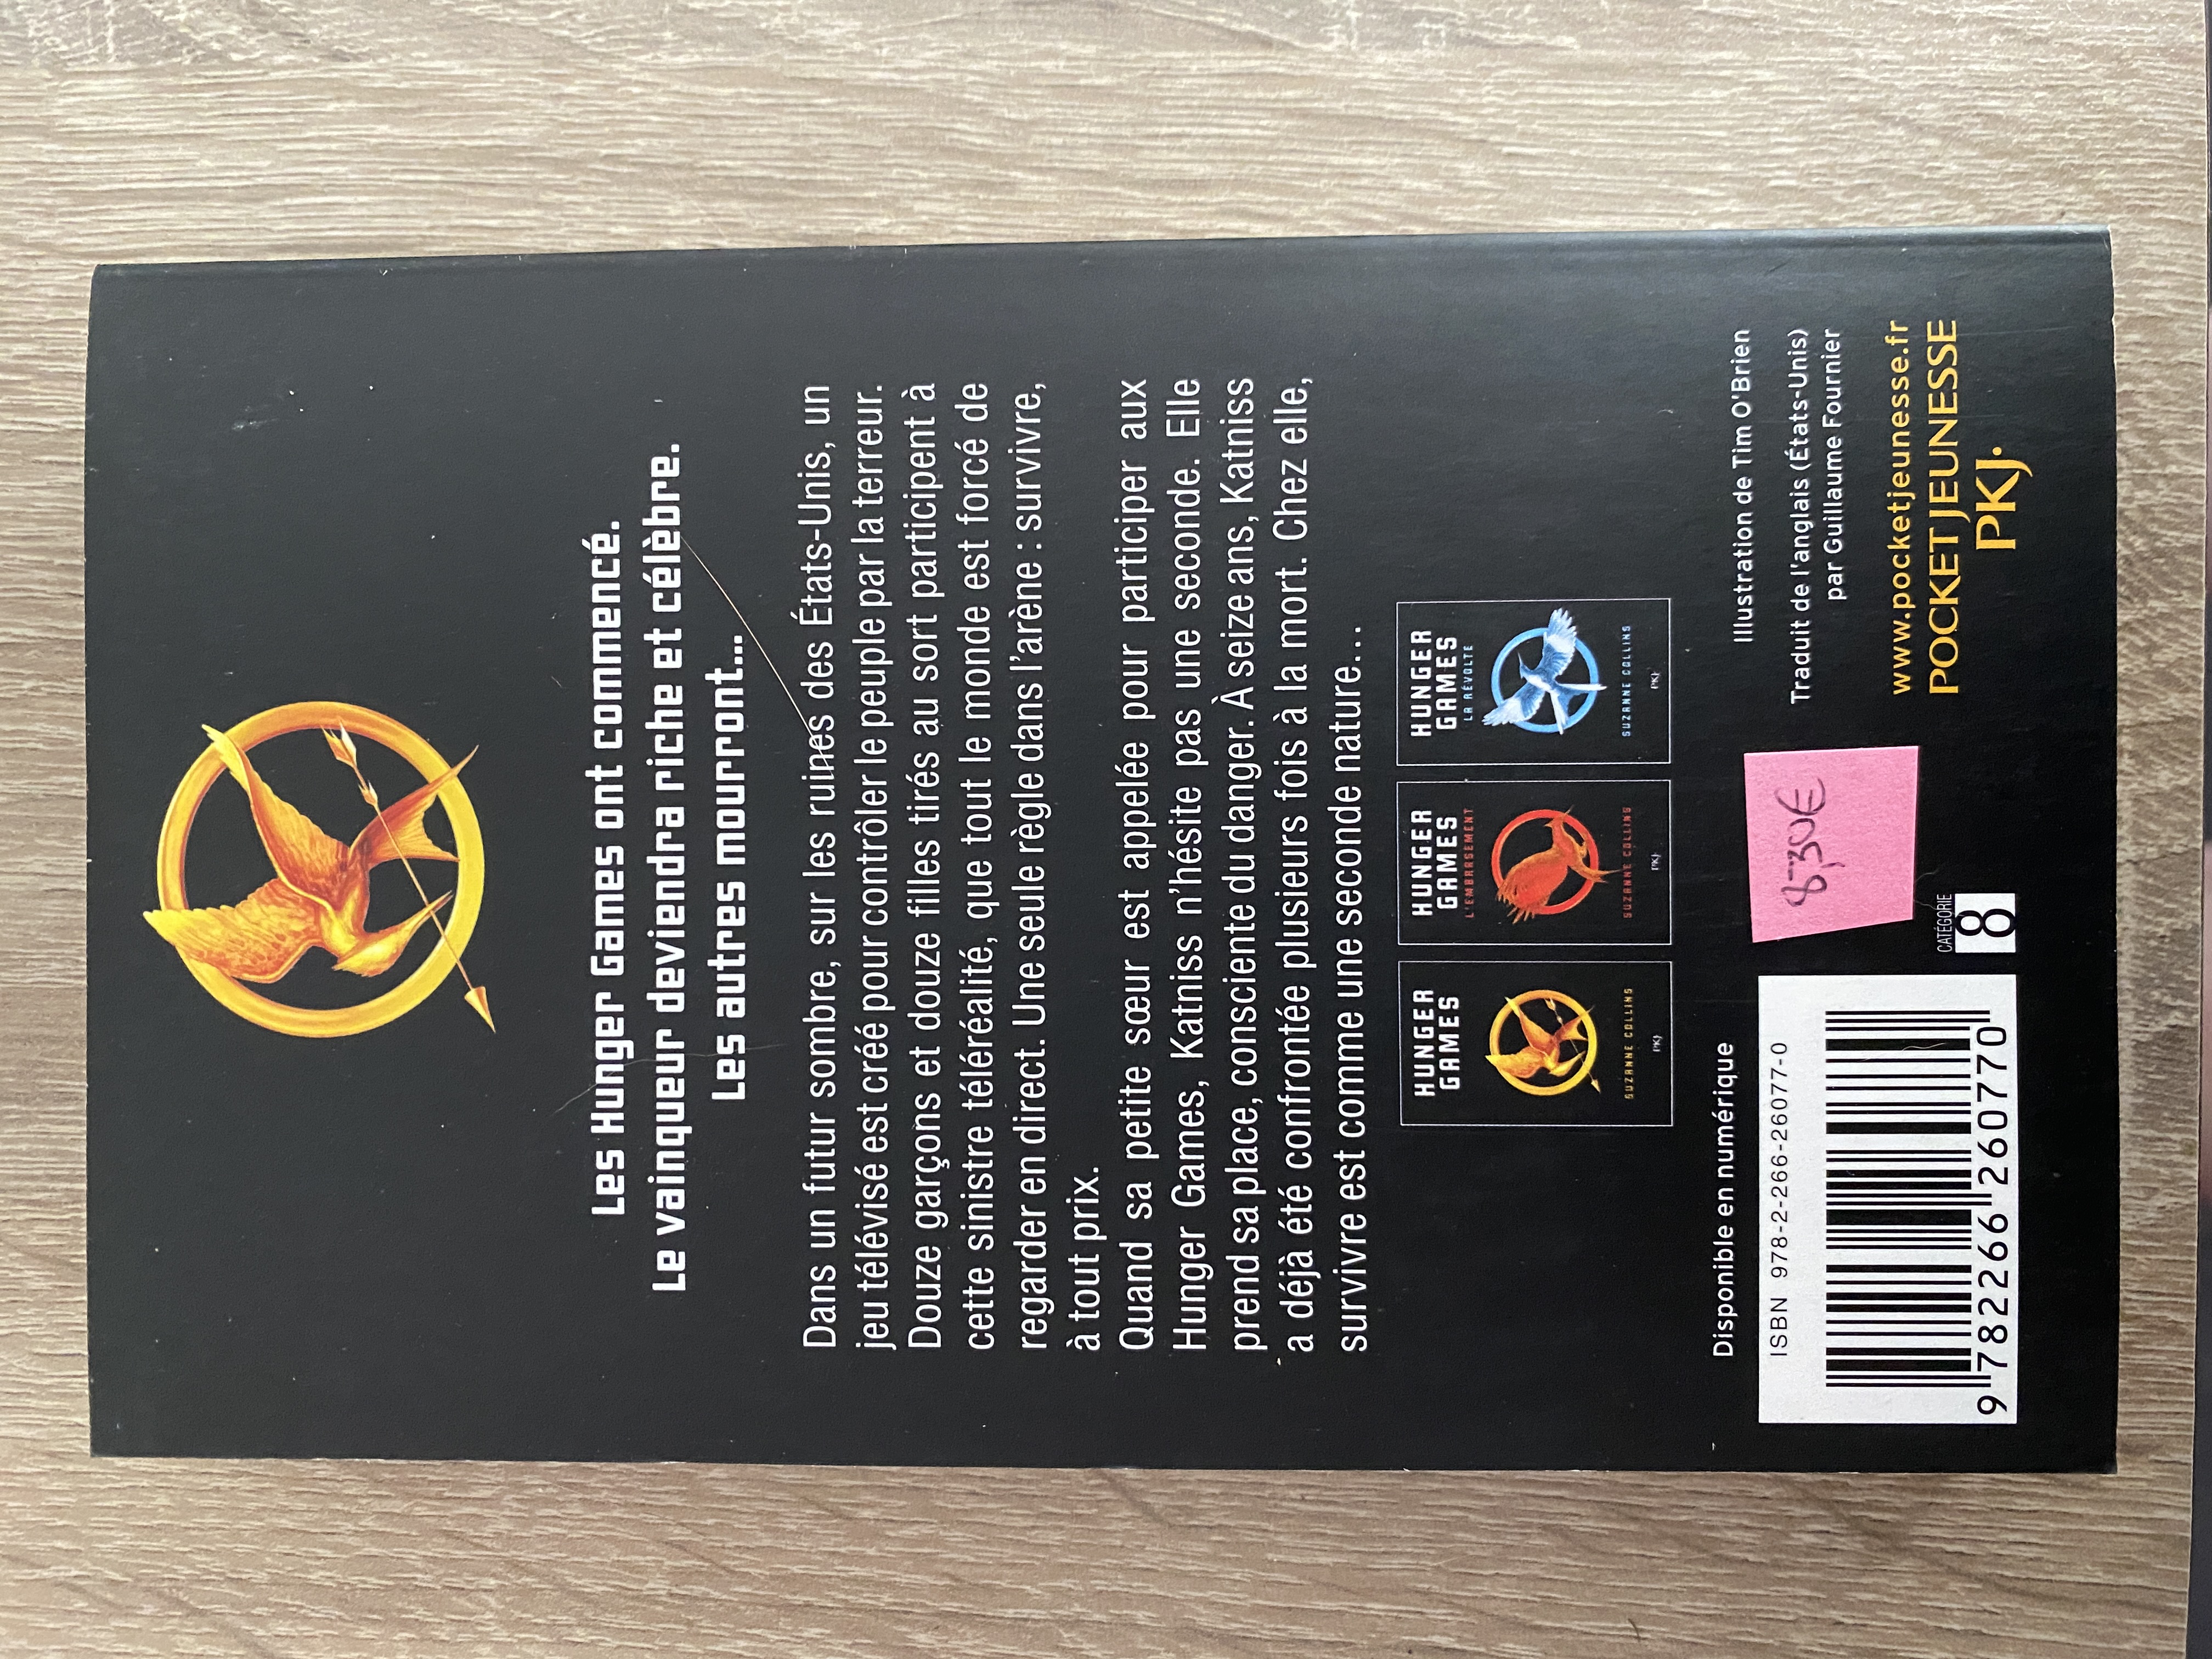 Les Hunger Games ont commencé.
Le vainqueur deviendra riche et célèbre.
Les autres mourront...
Dans un futur sombre, sur les ruines des États-Unis, un
jeu télévisé est créé pour contrôler le peuple par la terreur.
Douze garçons et douze filles tirés au sort participent à
cette sinistre téléréalité, que tout le monde est forcé de
regarder en direct. Une seule règle dans l'arène : survivre,
à tout prix.
Quand sa petite sœur est appelée pour participer aux
Hunger Games, Katniss n'hésite pas une seconde. Elle
prend sa place, consciente du danger. À seize ans, Katniss
a déjà été confrontée plusieurs fois à la mort. Chez elle,
survivre est comme une seconde nature...
HUNGER
GAMES
SUZANNE COLLINS
PKJ
HUNGER
GAMES
L'EMBRASEMENT
SUZANNE COLLINS
PKJ
HUNGER
GAMES
LA RÉVOLTE
SUZANNE COLLINS
PKJ
Disponible en numérique
ISBN 978-2-266-26077-0
9 782266 260770
CATÉGORIE
8
8,30€
Illustration de Tim O'Brien
Traduit de l'anglais (États-Unis)
par Guillaume Fournier
www.pocketjeunesse.fr
POCKET JEUNESSE
PKJ.